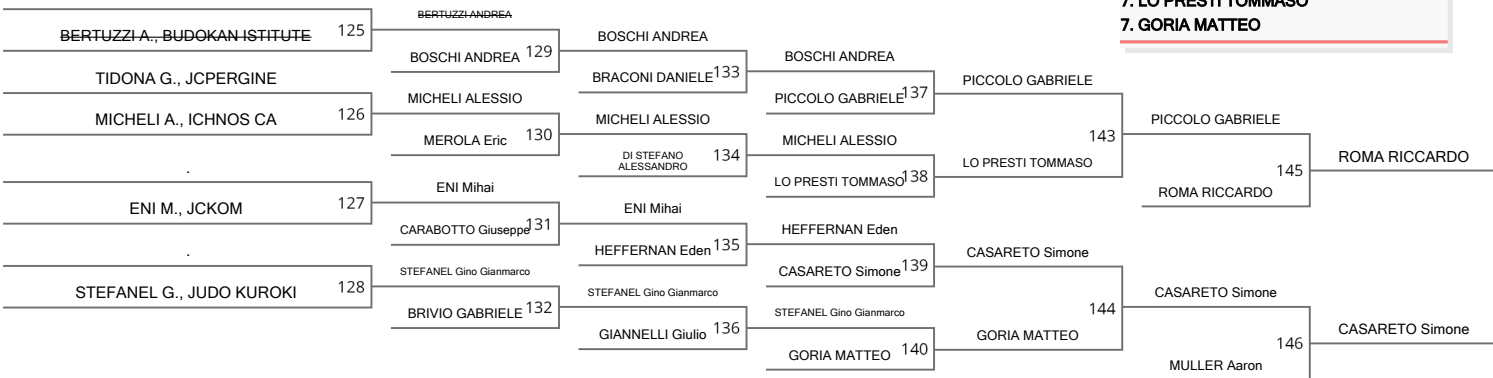 7. LO PRESTI TOMMASO
7. GORIA MATTEO
BERTUZZI A., BUDOKAN ISTITUTE
125
TIDONA G., JCPERGINE
MICHELI A., ICHNOS CA
126
.
ENI M., JCKOM
127
.
STEFANEL G., JUDO KUROKI
128
BERTUZZI ANDREA
BOSCHI ANDREA
129
MICHELI ALESSIO
MEROLA Eric
130
ENI Mihai
CARABOTTO Giuseppe
131
STEFANEL Gino Gianmarco
BRIVIO GABRIELE
132
BOSCHI ANDREA
BRACONI DANIELE
133
MICHELI ALESSIO
DI STEFANO
ALESSANDRO
134
ENI Mihai
HEFFERNAN Eden
135
STEFANEL Gino Gianmarco
GIANNELLI Giulio
136
BOSCHI ANDREA
PICCOLO GABRIELE
137
MICHELI ALESSIO
LO PRESTI TOMMASO
138
HEFFERNAN Eden
CASARETO Simone
139
STEFANEL Gino Gianmarco
GORIA MATTEO
140
PICCOLO GABRIELE
143
LO PRESTI TOMMASO
CASARETO Simone
144
GORIA MATTEO
PICCOLO GABRIELE
145
ROMA RICCARDO
CASARETO Simone
146
MULLER Aaron
ROMA RICCARDO
CASARETO Simone